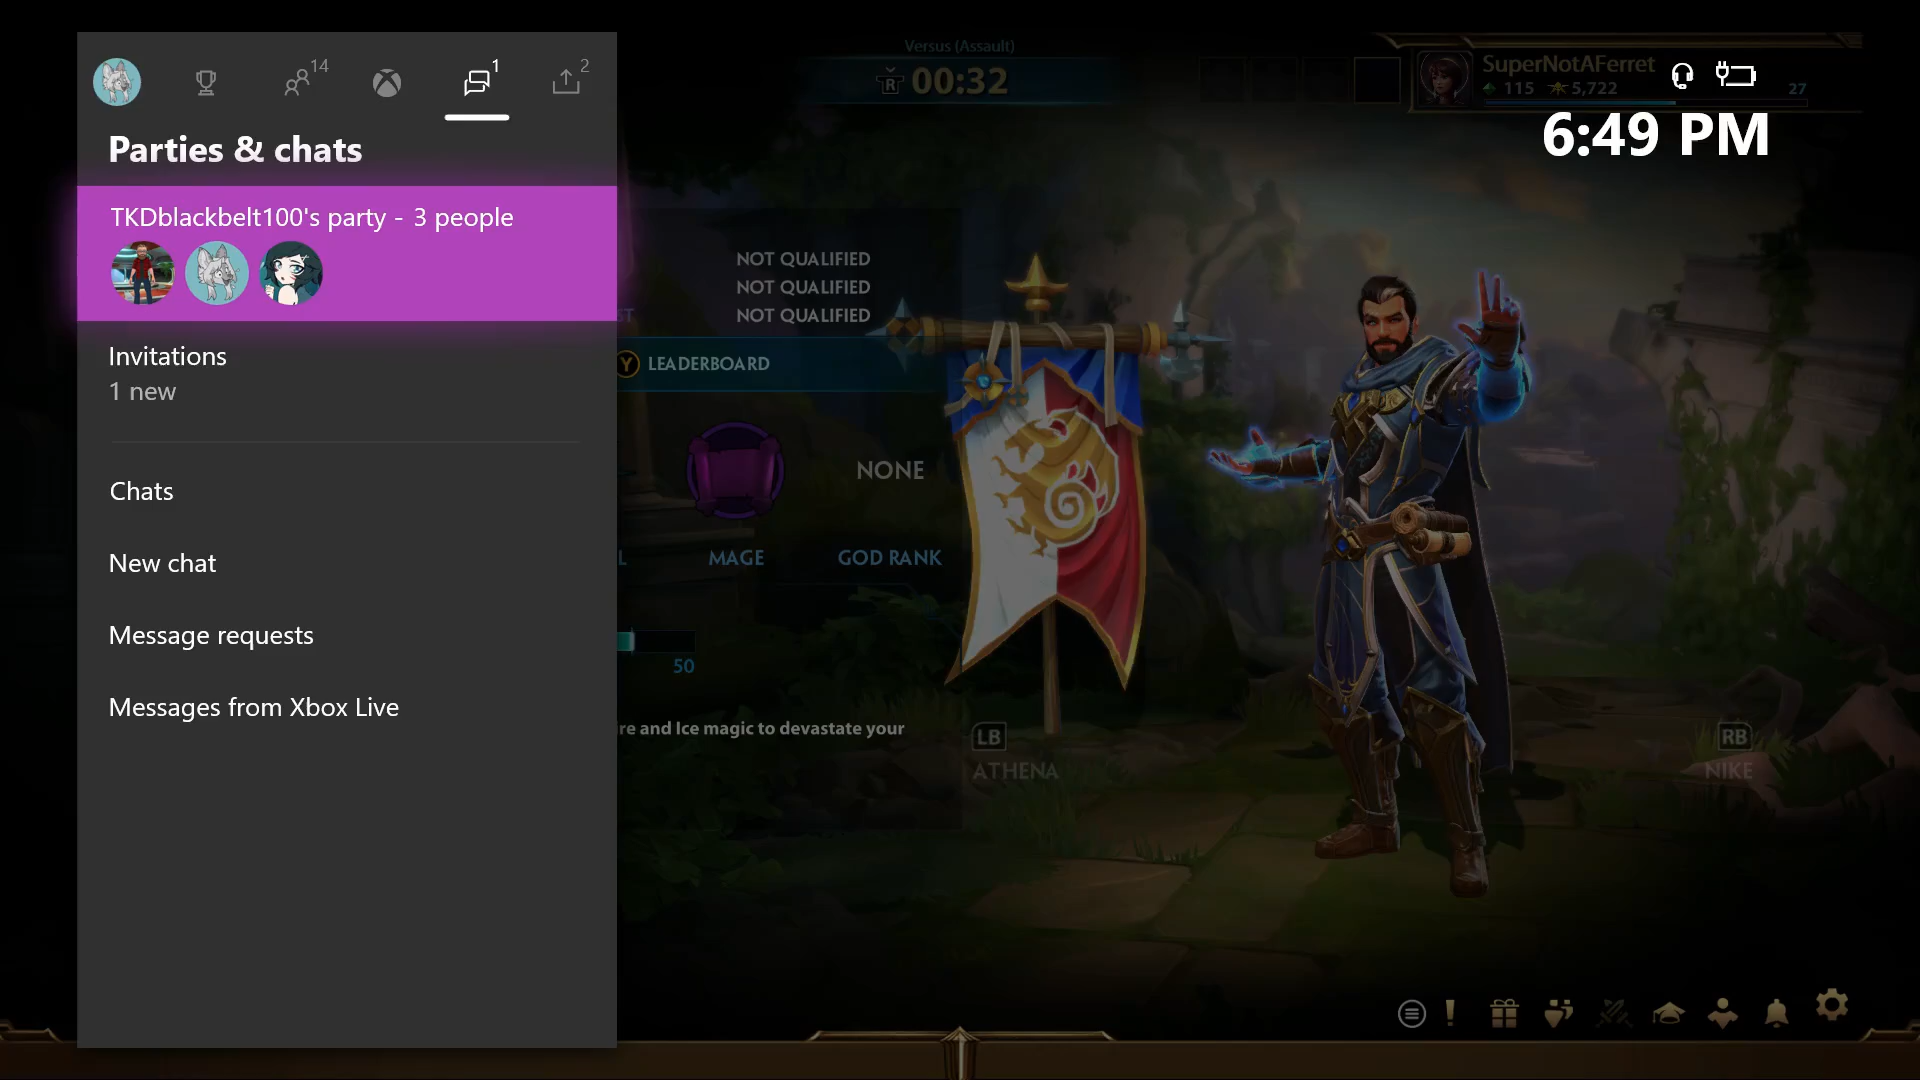 14
1
2
Parties & chats
TKDblackbelt100's party - 3 people
Invitations
1 new
Chats
New chat
Message requests
Messages from Xbox Live
Versus (Assault)
R 00:32
SuperNotAFerret
115 5,722
27
6:49 PM
NOT QUALIFIED
NOT QUALIFIED
ST NOT QUALIFIED
Y LEADERBOARD
NONE
L MAGE GOD RANK
50
re and Ice magic to devastate your
LB
ATHENA
RB
NIKE